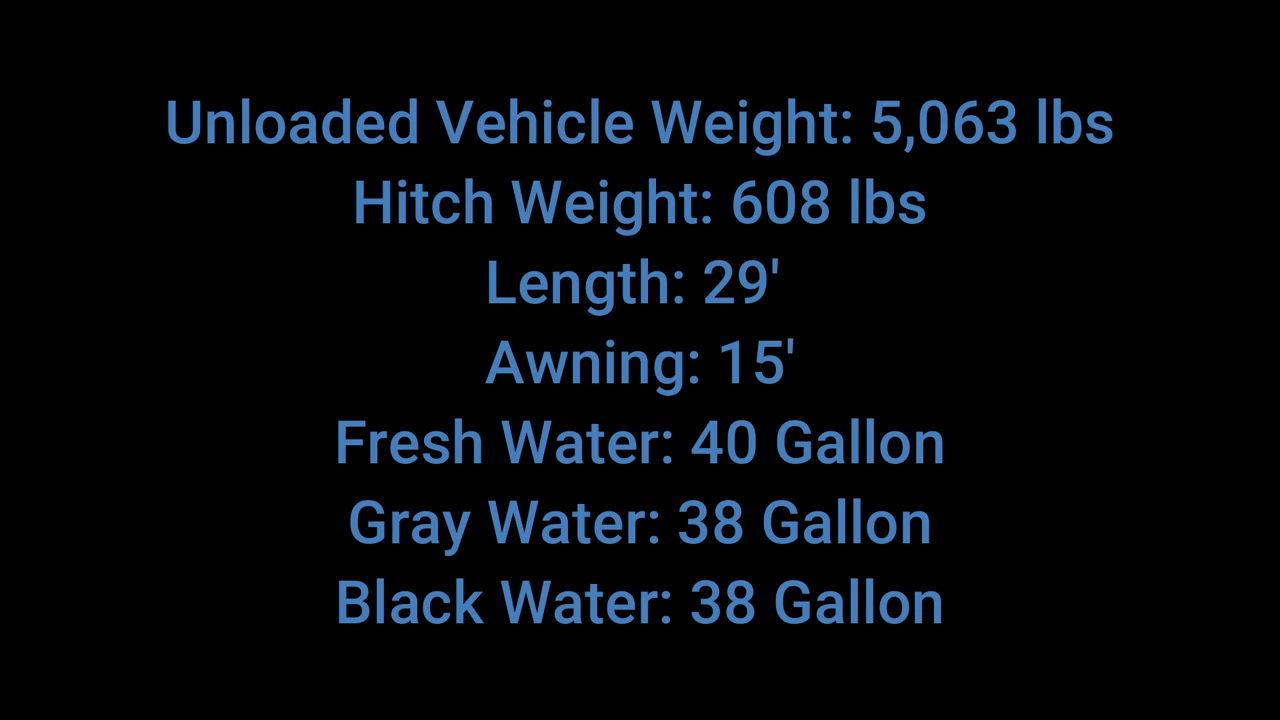 Unloaded Vehicle Weight: 5,063 lbs
Hitch Weight: 608 lbs
Length: 29'
Awning: 15'
Fresh Water: 40 Gallon
Gray Water: 38 Gallon
Black Water: 38 Gallon